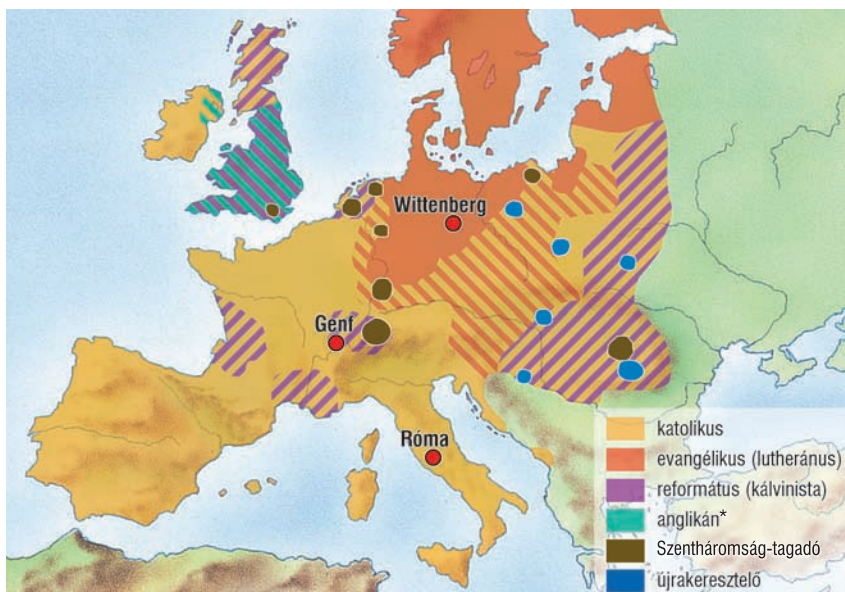 Wittenberg
Genf
Róma
katolikus
evangélikus (lutheránus)
református (kálvinista)
anglikán*
Szentháromság-tagadó
újrakeresztelő